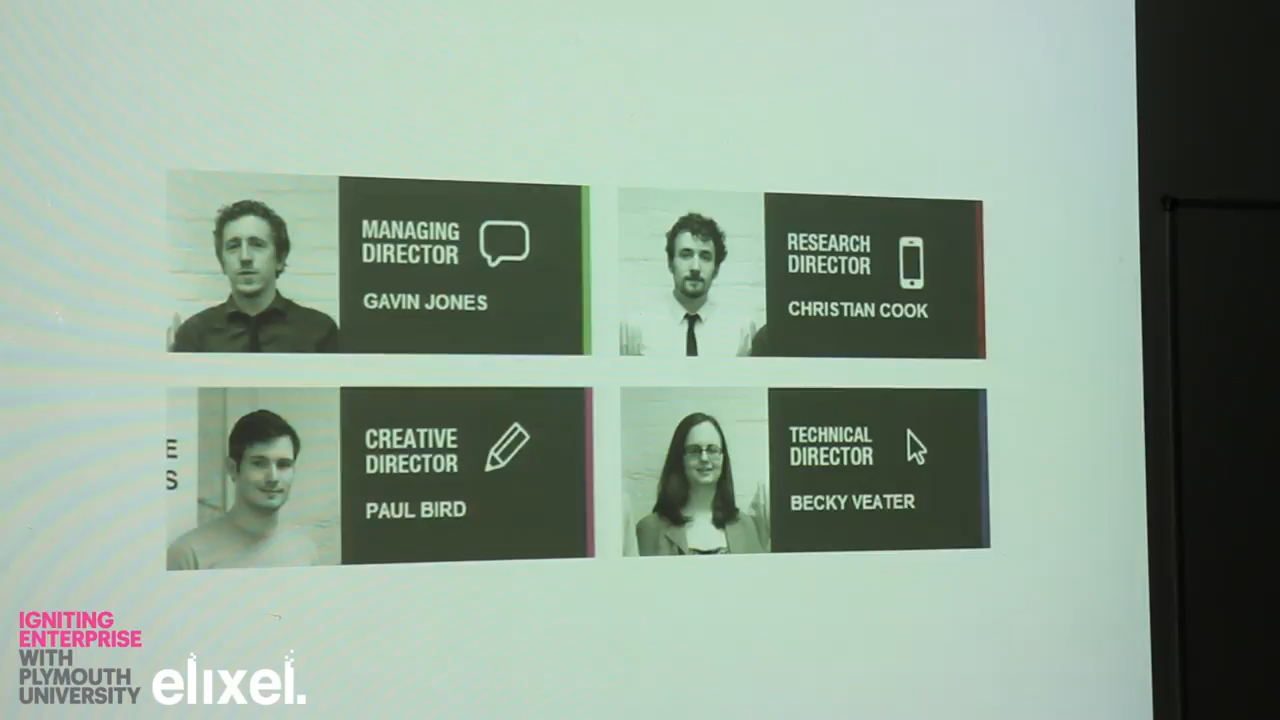 MANAGING
DIRECTOR
GAVIN JONES
RESEARCH
DIRECTOR
CHRISTIAN COOK
E
S
CREATIVE
DIRECTOR
PAUL BIRD
TECHNICAL
DIRECTOR
BECKY VEATER
IGNITING
ENTERPRISE
WITH
PLYMOUTH
UNIVERSITY
elixel.